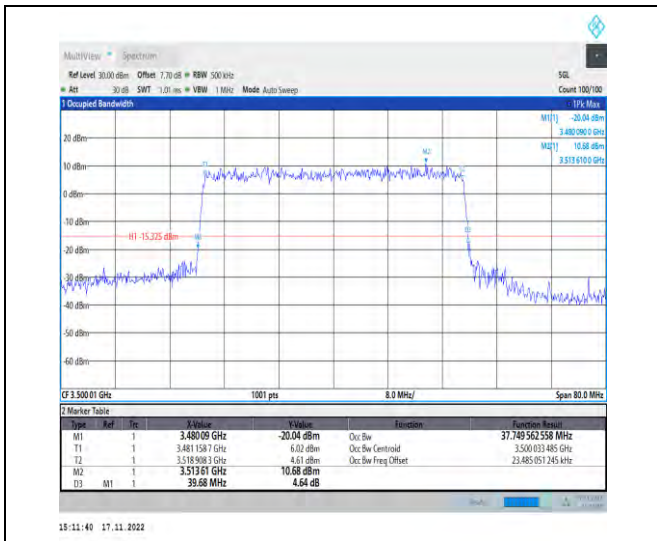 MultiView Spectrum
Ref Level 30.00 dBm Offset 7.70 dB RBW 500 kHz SGL
Att 30 dB SWT 1.01 ms VBW 1 MHz Mode Auto Sweep Count 100/100
1 Occupied Bandwidth 1Pk Max
M1[1] -20.04 dBm
3.480 090 0 GHz
M2[1] 10.68 dBm
3.513 610 0 GHz
20 dBm
M2
10 dBm
T1
0 dBm
-10 dBm
H1 -15.325 dBm
-20 dBm
-30 dBm
-40 dBm
-50 dBm
-60 dBm
CF 3.500 01 GHz 1001 pts 8.0 MHz/ Span 80.0 MHz
2 Marker Table
Type Ref Trc X-Value Y-Value Function Function Result
M1 1 3.48009 GHz -20.04 dBm Occ Bw 37.749 562 558 MHz
T1 1 3.481 158 7 GHz 6.02 dBm Occ Bw Centroid 3.500 033 485 GHz
T2 1 3.518 908 3 GHz 4.61 dBm Occ Bw Freq Offset 23.485 051 245 kHz
M2 1 3.51361 GHz 10.68 dBm
D3 M1 1 39.68 MHz 4.64 dB
15:11:40 17.11.2022